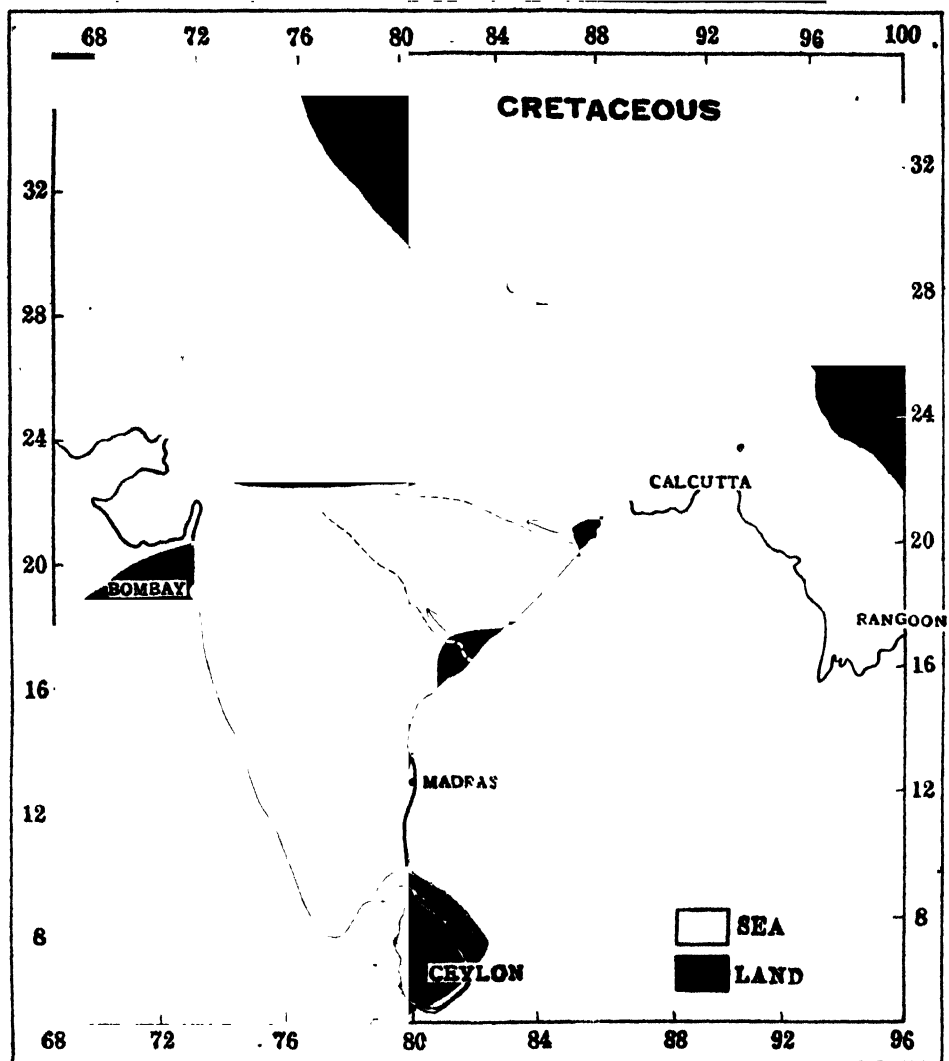 68 72 76 80 84 88 92 96 100
CRETACEOUS
32 32
28 28
24 24
CALCUTTA
20 20
BOMBAY
RANGOON
16 16
MADRAS
12 12
8 8
SEA
CEYLON
LAND
68 72 76 80 84 88 92 96